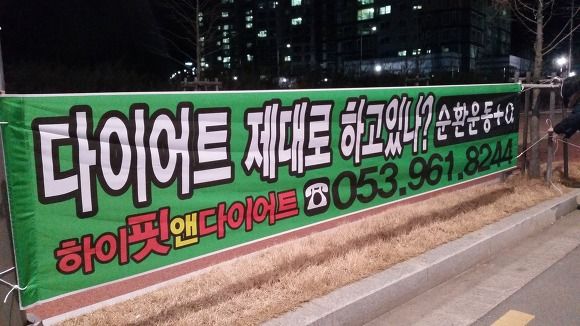 다이어트 제대로 하고있나? 순환운동+α
하이핏앤다이어트 ☎053.961.8244